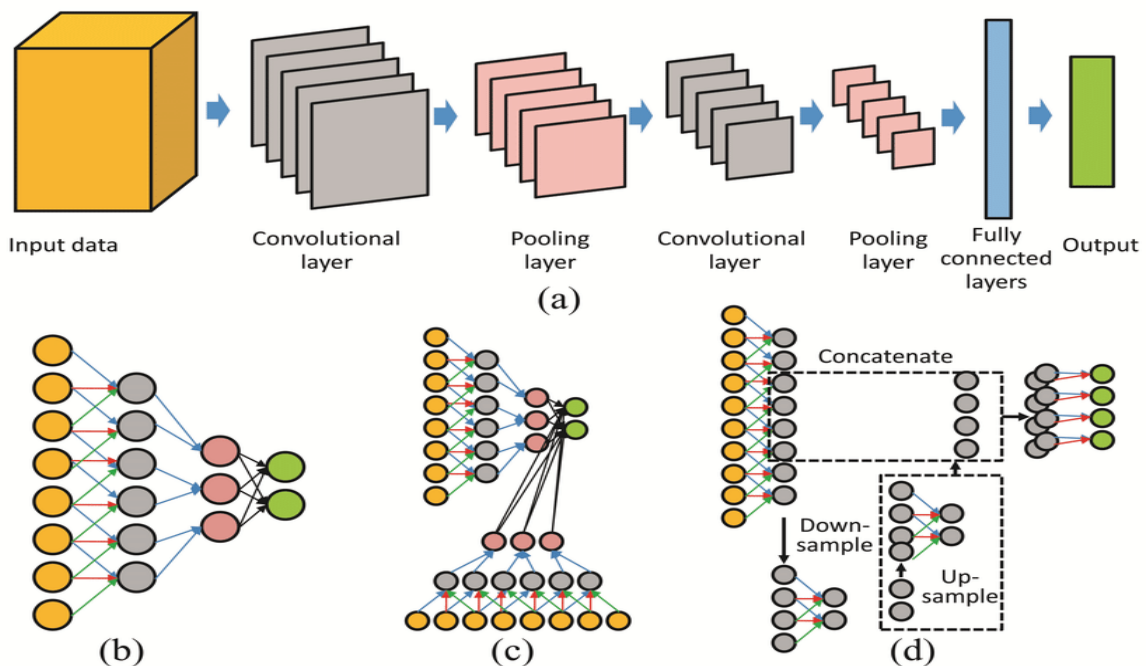 Input data
Convolutional
layer
Pooling
layer
Convolutional
layer
Pooling
layer
Fully
connected
layers
Output
(a)
(b)
(c)
Concatenate
Down-
sample
Up-
sample
(d)